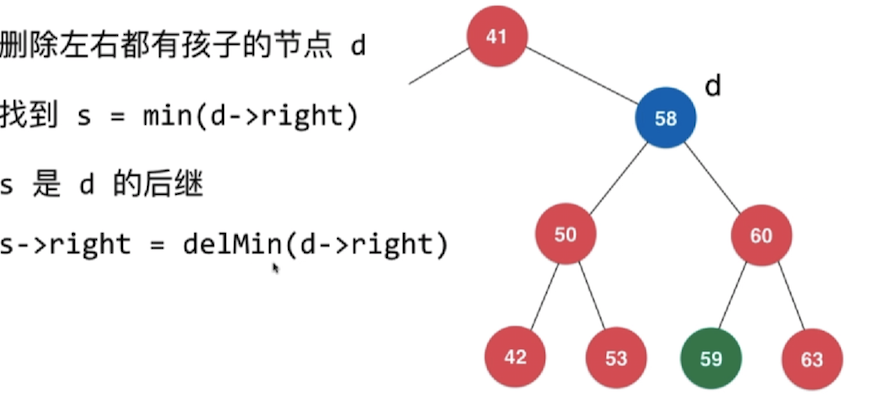 删除左右都有孩子的节点 d
找到 s = min(d->right)
s 是 d 的后继
s->right = delMin(d->right)
41
d
58
50
60
42
53
59
63